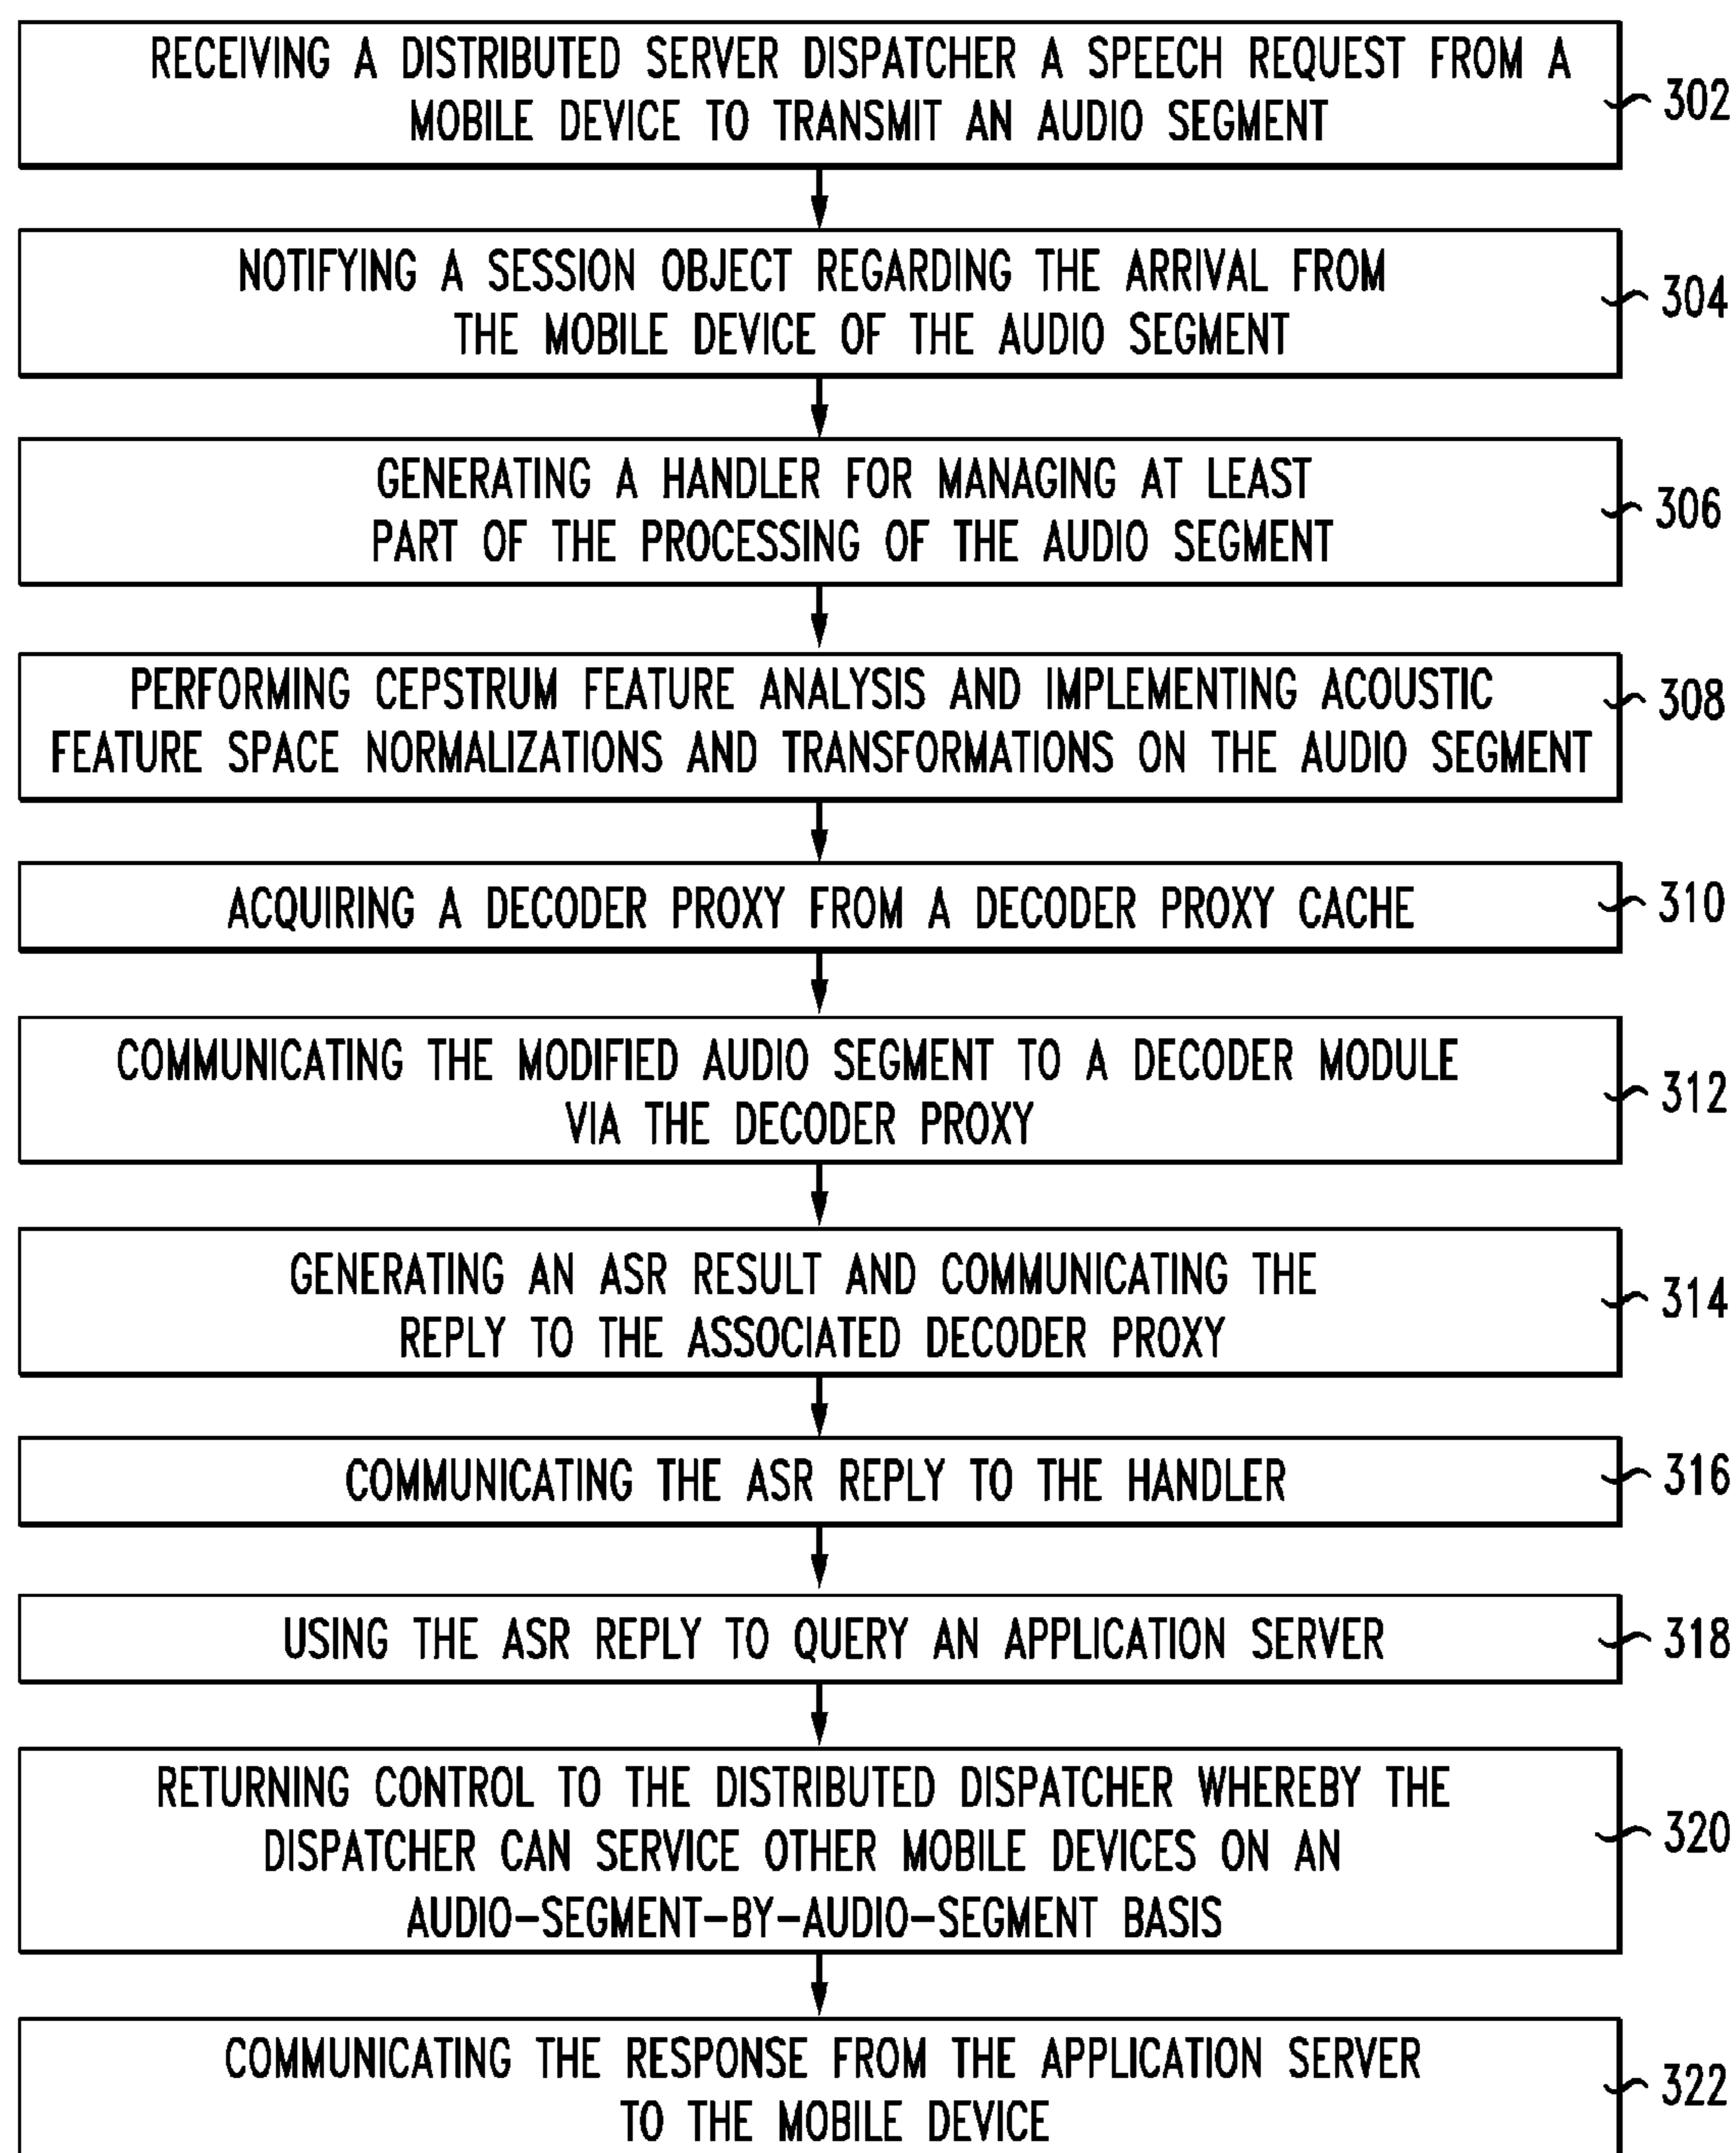 RECEIVING A DISTRIBUTED SERVER DISPATCHER A SPEECH REQUEST FROM A
MOBILE DEVICE TO TRANSMIT AN AUDIO SEGMENT
302
NOTIFYING A SESSION OBJECT REGARDING THE ARRIVAL FROM
THE MOBILE DEVICE OF THE AUDIO SEGMENT
304
GENERATING A HANDLER FOR MANAGING AT LEAST
PART OF THE PROCESSING OF THE AUDIO SEGMENT
306
PERFORMING CEPSTRUM FEATURE ANALYSIS AND IMPLEMENTING ACOUSTIC
FEATURE SPACE NORMALIZATIONS AND TRANSFORMATIONS ON THE AUDIO SEGMENT
308
ACQUIRING A DECODER PROXY FROM A DECODER PROXY CACHE
310
COMMUNICATING THE MODIFIED AUDIO SEGMENT TO A DECODER MODULE
VIA THE DECODER PROXY
312
GENERATING AN ASR RESULT AND COMMUNICATING THE
REPLY TO THE ASSOCIATED DECODER PROXY
314
COMMUNICATING THE ASR REPLY TO THE HANDLER
316
USING THE ASR REPLY TO QUERY AN APPLICATION SERVER
318
RETURNING CONTROL TO THE DISTRIBUTED DISPATCHER WHEREBY THE
DISPATCHER CAN SERVICE OTHER MOBILE DEVICES ON AN
AUDIO-SEGMENT-BY-AUDIO-SEGMENT BASIS
320
COMMUNICATING THE RESPONSE FROM THE APPLICATION SERVER
TO THE MOBILE DEVICE
322